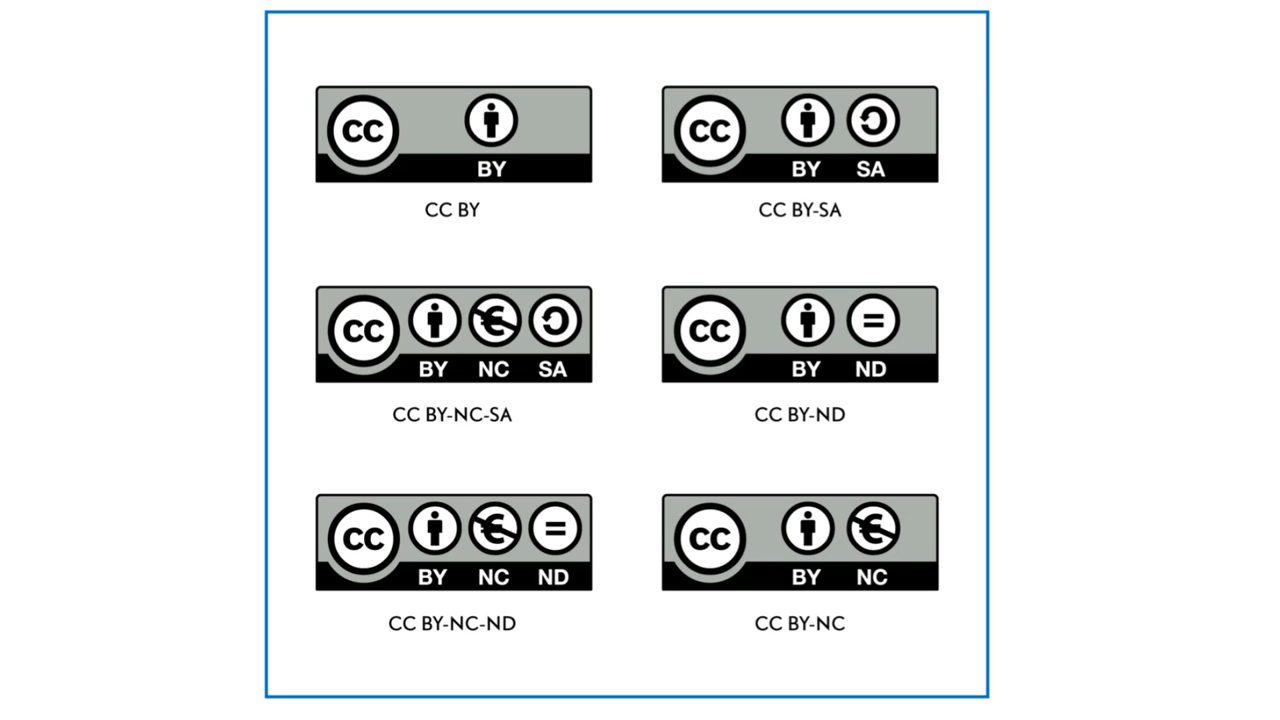 CC
BY
CC BY
CC
BY SA
CC BY-SA
CC
BY NC SA
CC BY-NC-SA
CC
=
BY ND
CC BY-ND
CC
=
BY NC ND
CC BY-NC-ND
CC
BY NC
CC BY-NC